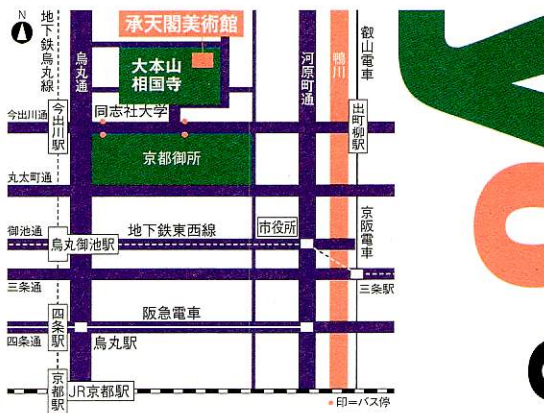 N
承天閣美術館
地下鉄烏丸線
烏丸通
大本山
相国寺
河原町通
鴨川
叡山電車
同志社大学
今出川通
今出川駅
出町柳駅
京都御所
丸太町通
御池通
地下鉄東西線
市役所
京阪電車
烏丸御池駅
三条通
三条駅
四条駅
阪急電車
四条通
烏丸駅
京都駅
JR京都駅
*印=バス停